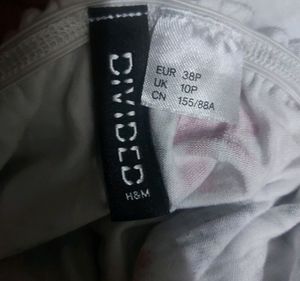 DIVIDED
H&M
EUR 38P
UK 10P
CN 155/88A